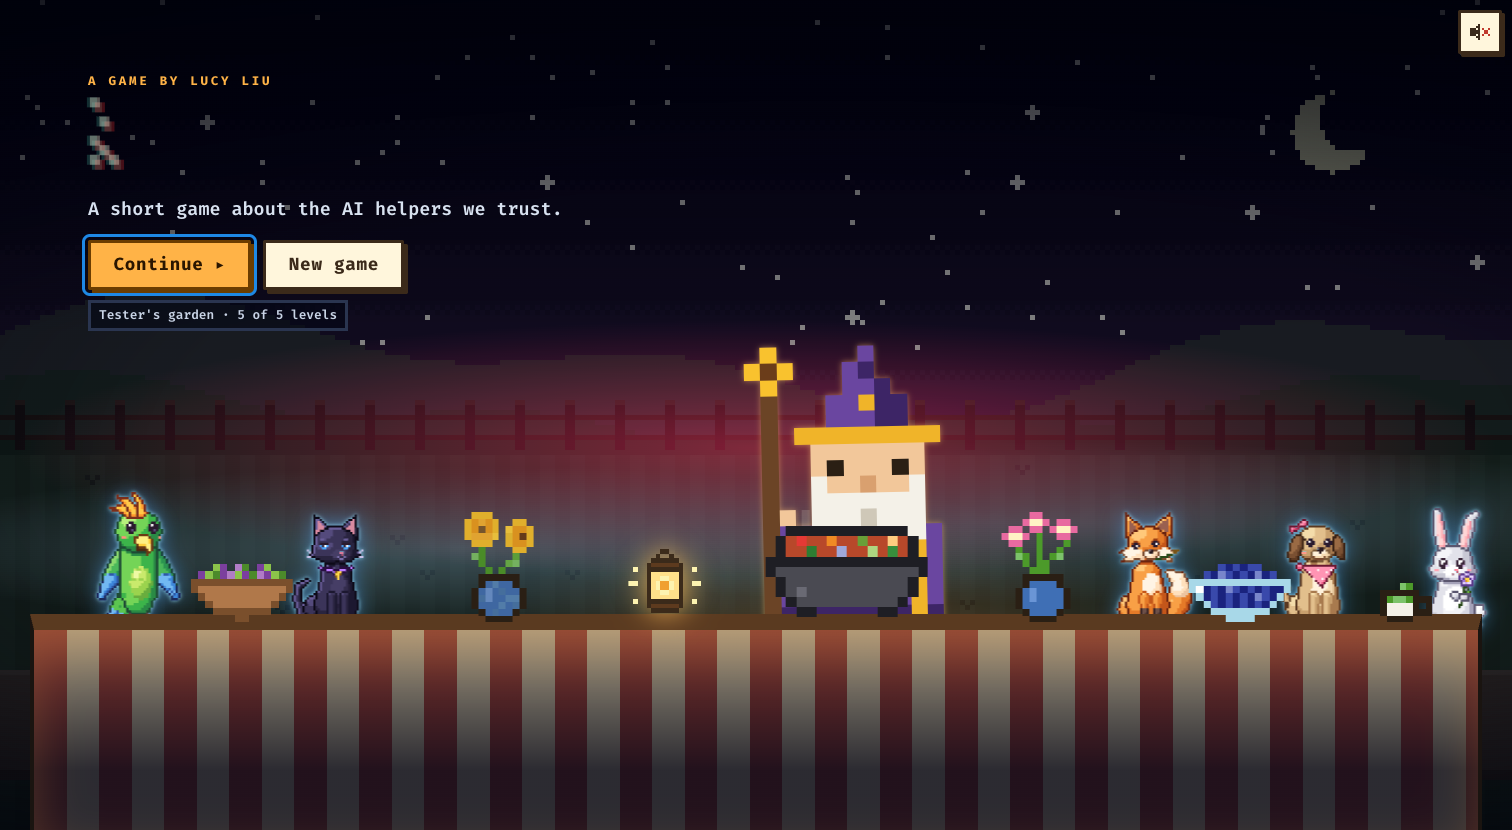 A GAME BY LUCY LIU
A short game about the AI helpers we trust.
Continue ▸
New game
Tester's garden · 5 of 5 levels